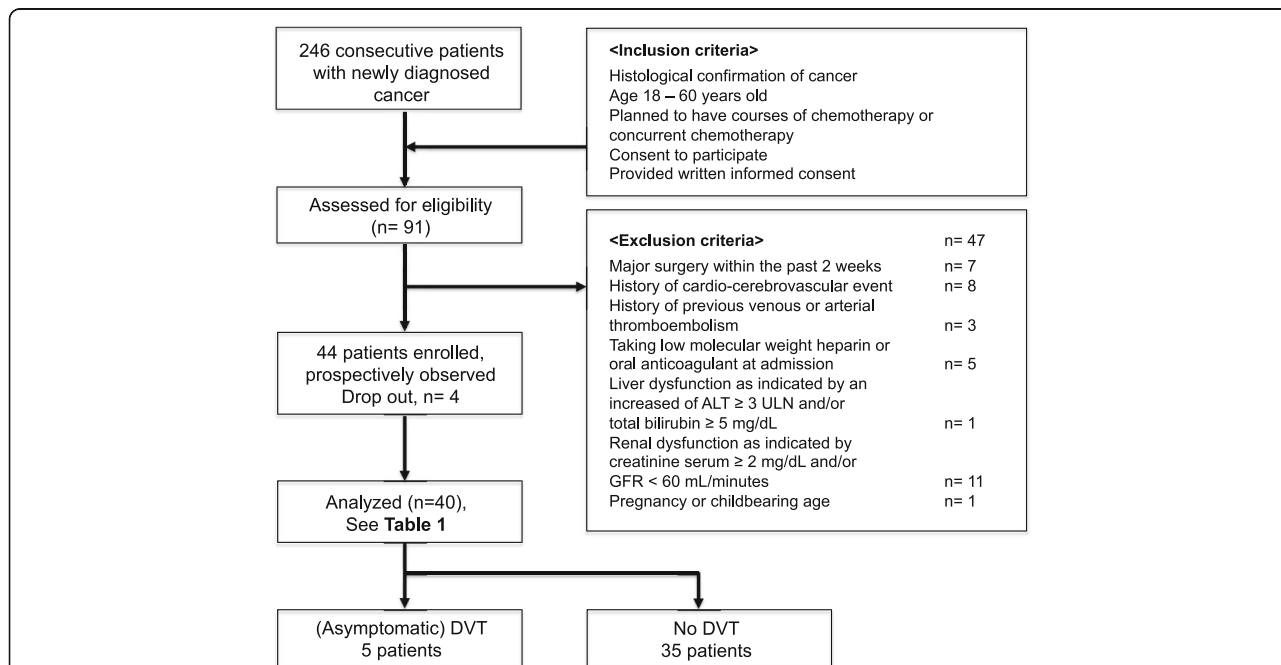 246 consecutive patients
with newly diagnosed
cancer
<Inclusion criteria>
Histological confirmation of cancer
Age 18 – 60 years old
Planned to have courses of chemotherapy or
concurrent chemotherapy
Consent to participate
Provided written informed consent
Assessed for eligibility
(n= 91)
<Exclusion criteria> n= 47
Major surgery within the past 2 weeks n= 7
History of cardio-cerebrovascular event n= 8
History of previous venous or arterial
thromboembolism n= 3
Taking low molecular weight heparin or
oral anticoagulant at admission n= 5
Liver dysfunction as indicated by an
increased of ALT ≥ 3 ULN and/or
total bilirubin ≥ 5 mg/dL n= 1
Renal dysfunction as indicated by
creatinine serum ≥ 2 mg/dL and/or
GFR < 60 mL/minutes n= 11
Pregnancy or childbearing age n= 1
44 patients enrolled,
prospectively observed
Drop out, n= 4
Analyzed (n=40),
See Table 1
(Asymptomatic) DVT
5 patients
No DVT
35 patients